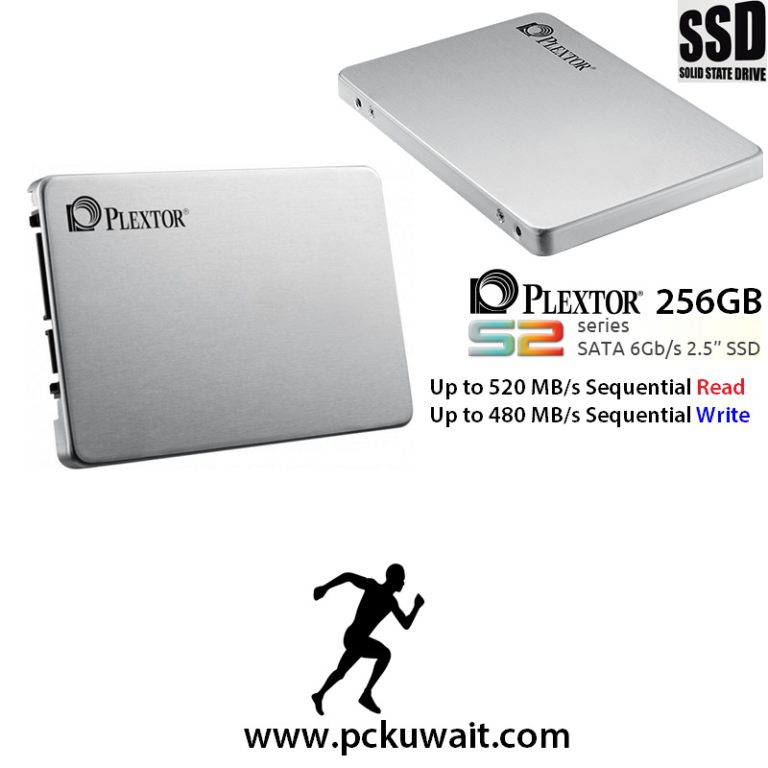 PLEXTOR®
SSD
SOLID STATE DRIVE
PLEXTOR®
PLEXTOR® 256GB
S2 series
SATA 6Gb/s 2.5" SSD
Up to 520 MB/s Sequential Read
Up to 480 MB/s Sequential Write
www.pckuwait.com